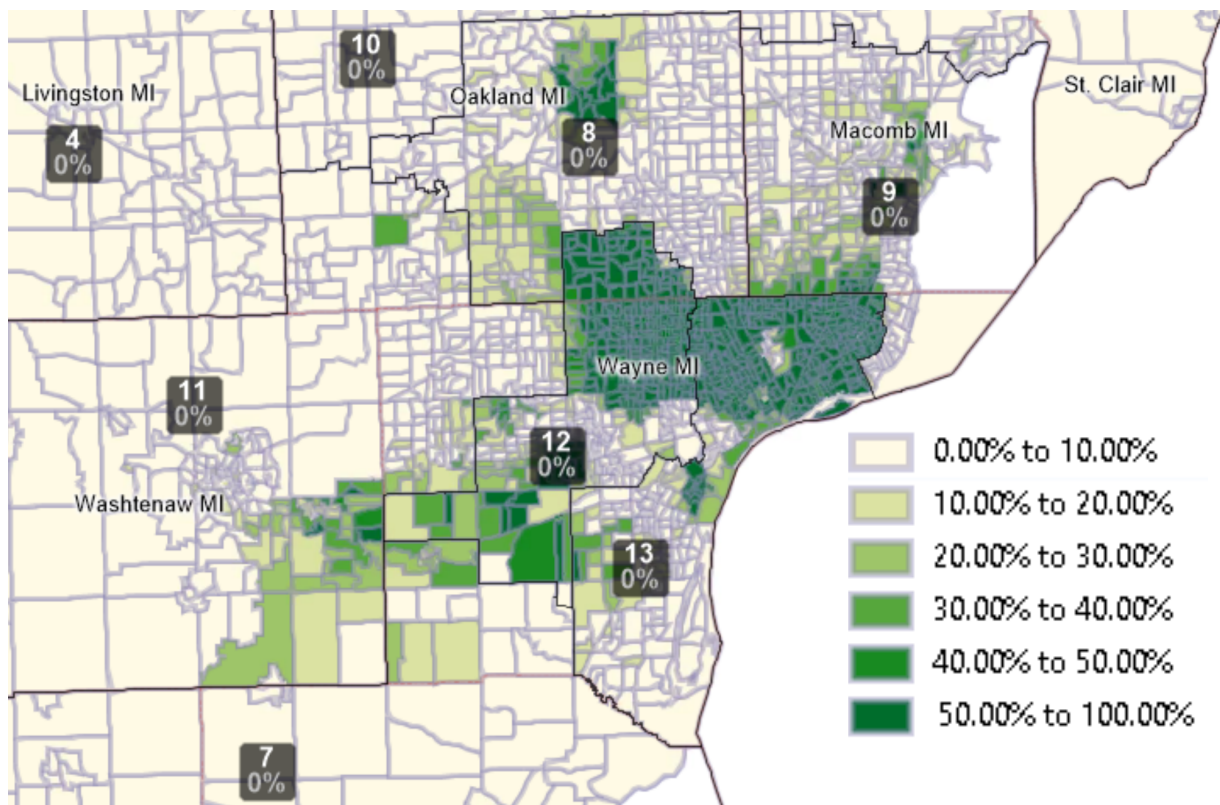 10
0%
Livingston MI
Oakland MI
St. Clair MI
4
0%
8
0%
Macomb MI
9
0%
Wayne MI
11
0%
12
0%
Washtenaw MI
13
0%
7
0%
0.00% to 10.00%
10.00% to 20.00%
20.00% to 30.00%
30.00% to 40.00%
40.00% to 50.00%
50.00% to 100.00%